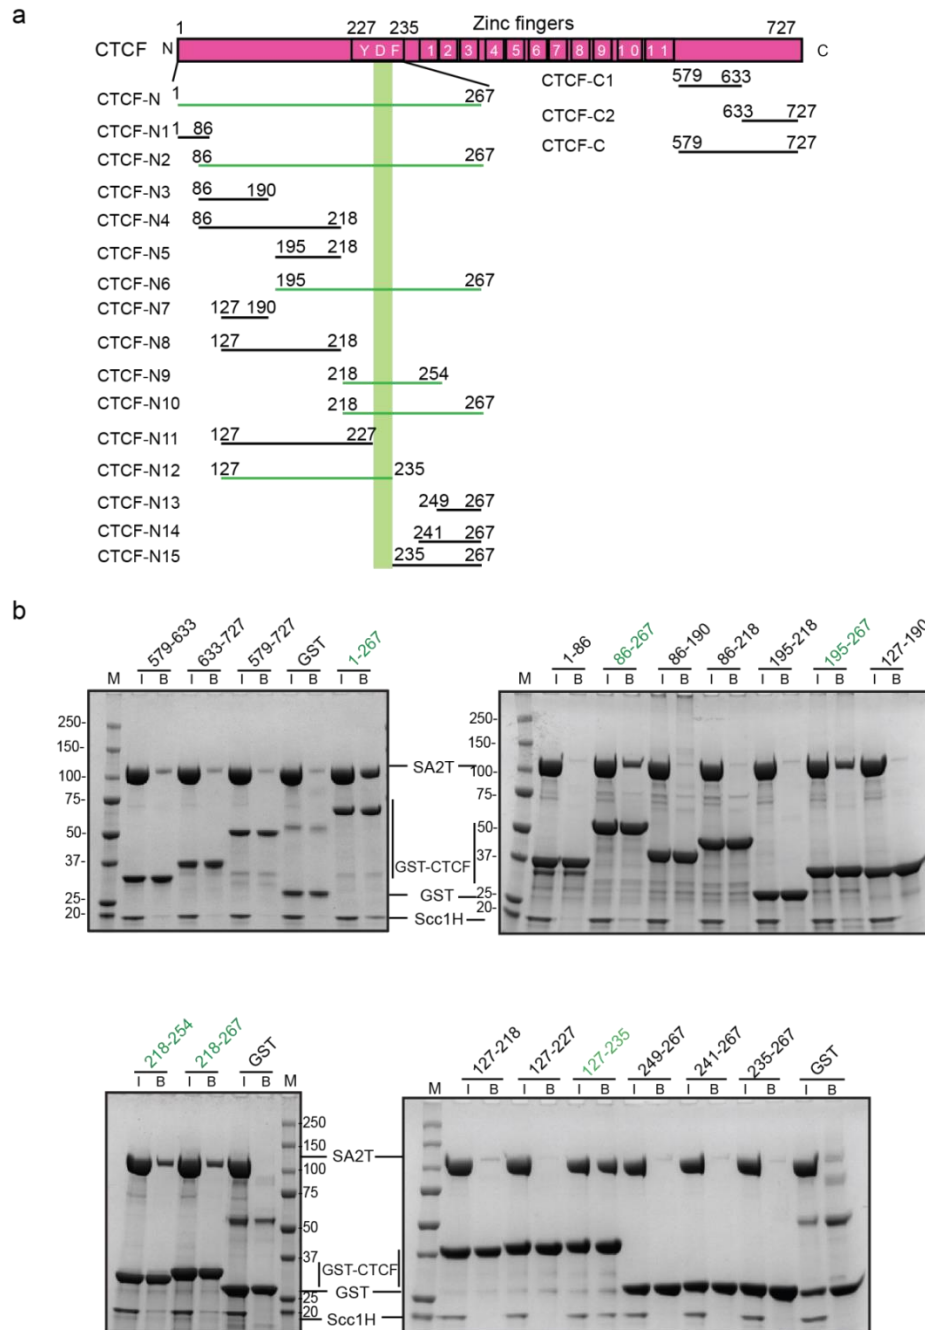 a
1 227 235 Zinc fingers 727
CTCF N Y D F 1 2 3 4 5 6 7 8 9 10 11 C
CTCF-N 1 267
CTCF-N1 1 86
CTCF-N2 86 267
CTCF-N3 86 190
CTCF-N4 86 218
CTCF-N5 195 218
CTCF-N6 195 267
CTCF-N7 127 190
CTCF-N8 127 218
CTCF-N9 218 254
CTCF-N10 218 267
CTCF-N11 127 227
CTCF-N12 127 235
CTCF-N13 249 267
CTCF-N14 241 267
CTCF-N15 235 267
CTCF-C1 579 633
CTCF-C2 633 727
CTCF-C 579 727
b
579-633 633-727 579-727 GST 1-267
M I B I B I B I B I B
250-
150-
100-
75-
50-
37-
25-
20-
SA2T
GST-CTCF
GST
Scc1H
1-86 86-267 86-190 86-218 195-218 195-267 127-190
M I B I B I B I B I B I B I B
250-
150-
100-
75-
50-
37-
25-
20-
218-254 218-267 GST
I B I B I B M
250
150
100
75
50
37
25
20
SA2T
GST-CTCF
GST
Scc1H
127-218 127-227 127-235 249-267 241-267 235-267 GST
M I B I B I B I B I B I B I B